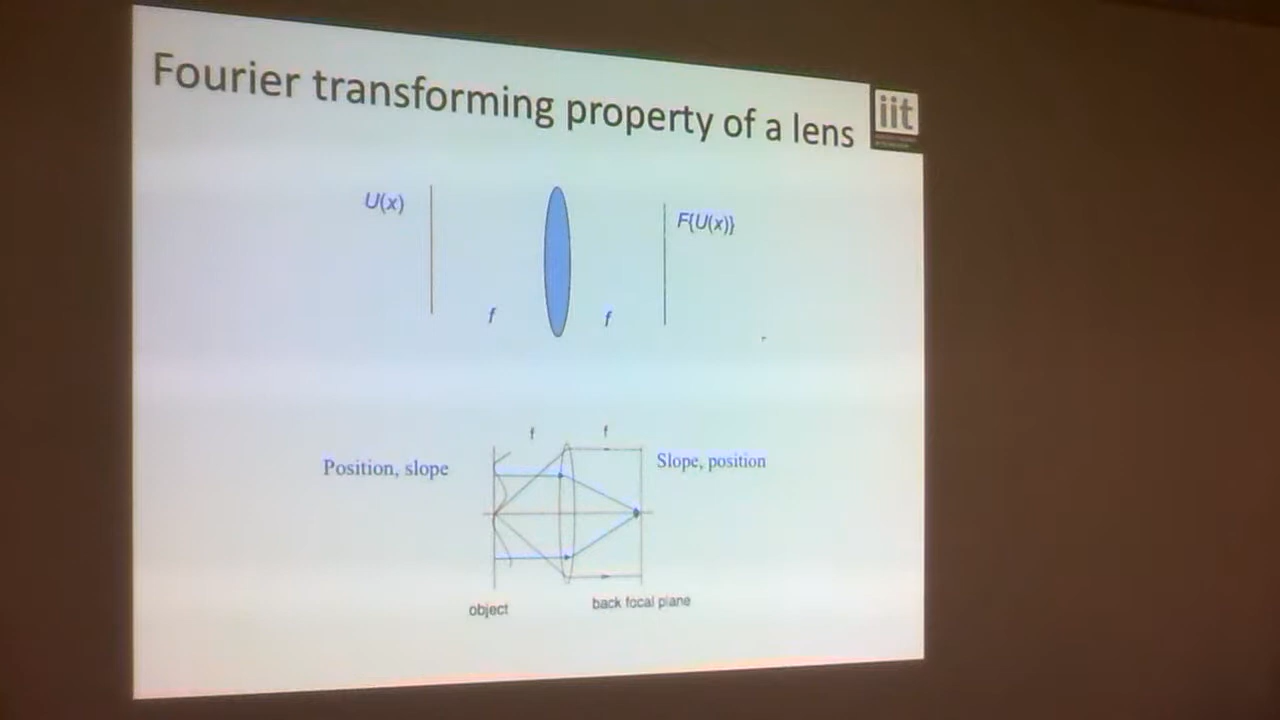 Fourier transforming property of a lens
iit
U(x)
F{U(x)}
f
f
f
f
Position, slope
Slope, position
object
back focal plane